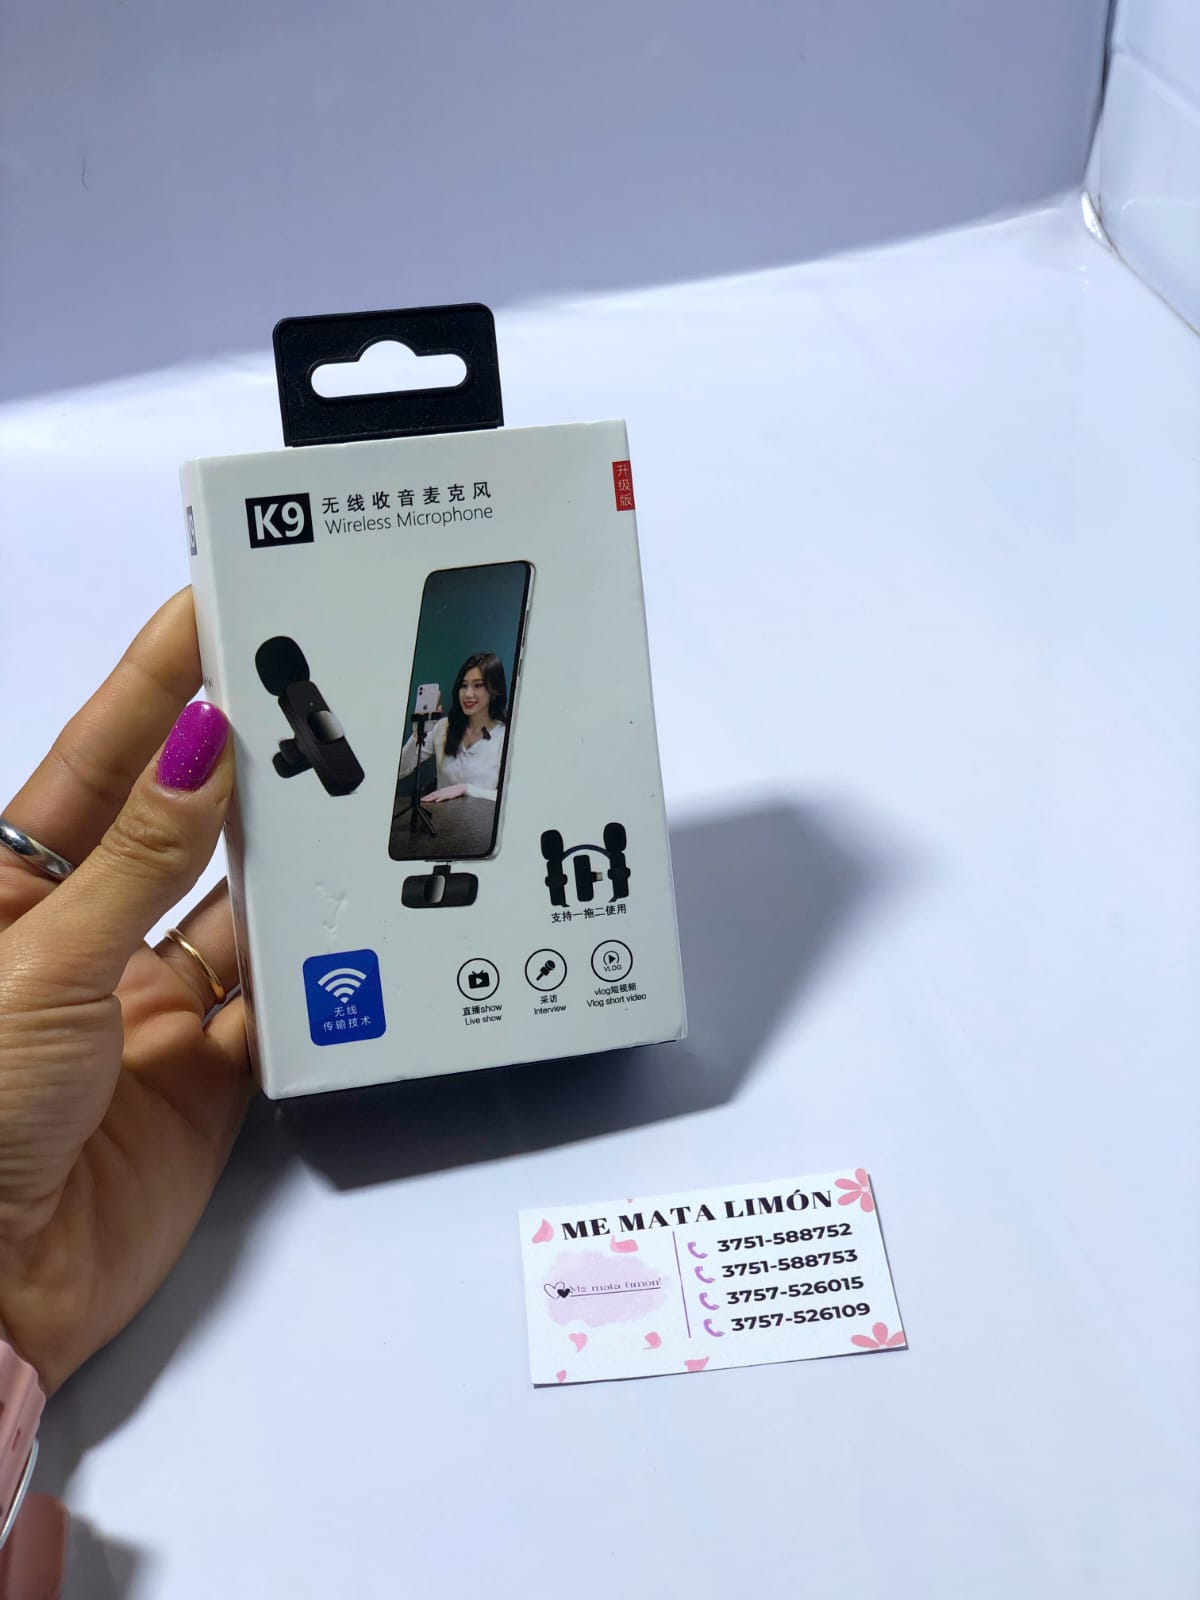 K9
无线收音麦克风
Wireless Microphone
升级版
支持一拖二使用
无线
传输技术
直播show
Live show
采访
Interview
VLOG
vlog短视频
Vlog short video
ME MATA LIMÓN
Me mata limon!
3751-588752
3751-588753
3757-526015
3757-526109